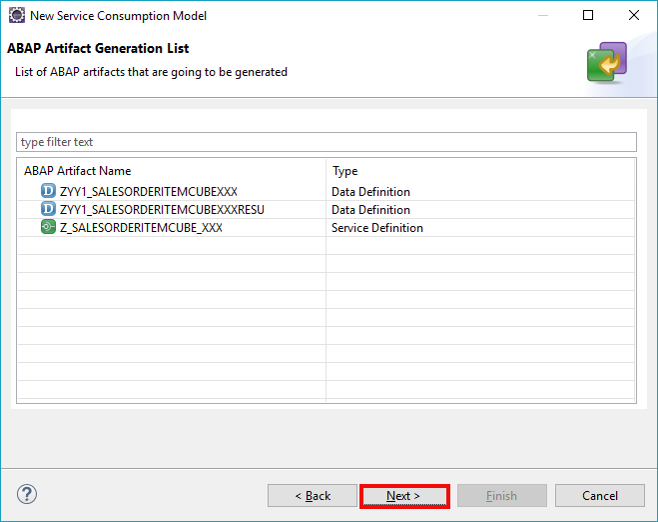 New Service Consumption Model
ABAP Artifact Generation List
List of ABAP artifacts that are going to be generated
type filter text
ABAP Artifact Name Type
D ZYY1_SALESORDERITEMCUBEXXX Data Definition
D ZYY1_SALESORDERITEMCUBEXXXRESU Data Definition
Z_SALESORDERITEMCUBE_XXX Service Definition
? < Back Next > Finish Cancel